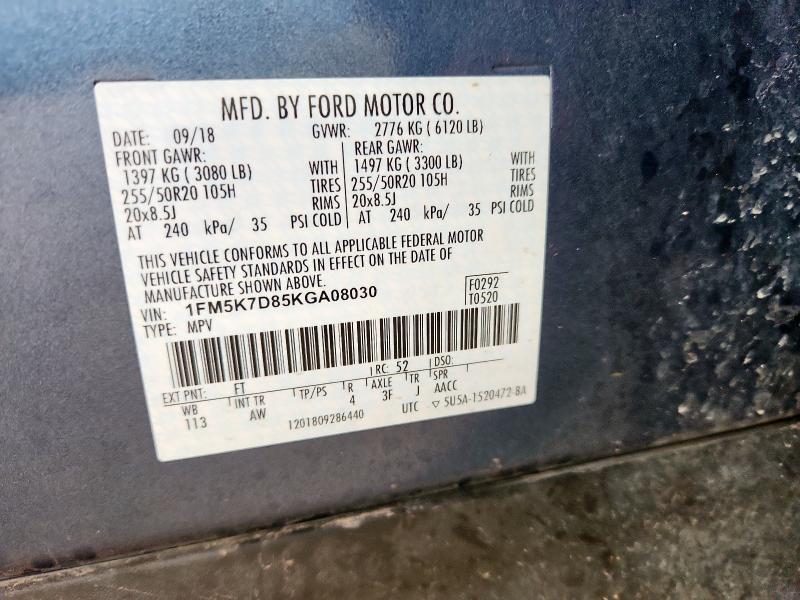 MFD. BY FORD MOTOR CO.
DATE: 09/18 GVWR: 2776 KG ( 6120 LB)
FRONT GAWR: REAR GAWR:
1397 KG ( 3080 LB) WITH 1497 KG ( 3300 LB) WITH
255/50R20 105H TIRES 255/50R20 105H TIRES
20x8.5J RIMS 20x8.5J RIMS
AT 240 kPa/ 35 PSI COLD AT 240 kPa/ 35 PSI COLD
THIS VEHICLE CONFORMS TO ALL APPLICABLE FEDERAL MOTOR
VEHICLE SAFETY STANDARDS IN EFFECT ON THE DATE OF
MANUFACTURE SHOWN ABOVE.
VIN: 1FM5K7D85KGA08030 F0292
TYPE: MPV T0520
EXT PNT: FT RC: 52 DSO:
WB INT TR TP/PS R AXLE TR SPR
113 AW 4 3F J AACC
1201809286440 UTC ▽ 5U5A-1520472-BA